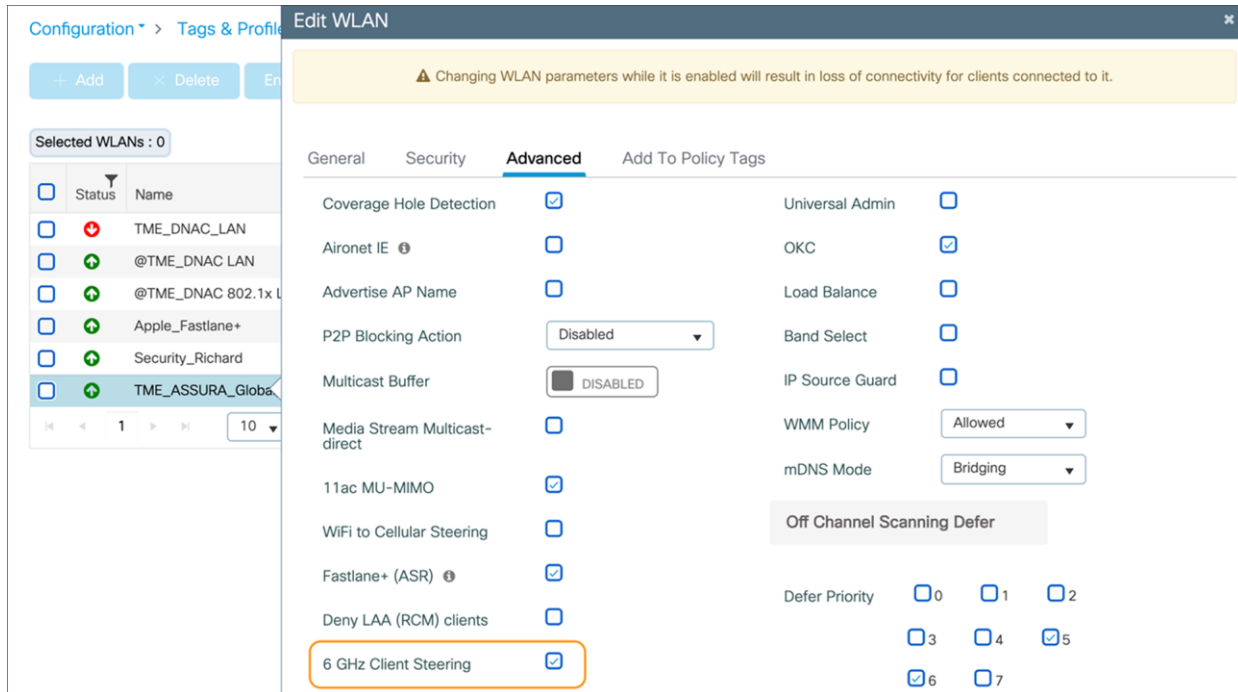 Configuration > Tags & Profile
+ Add
× Delete
En
Selected WLANs : 0
Status
Name
TME_DNAC_LAN
@TME_DNAC LAN
@TME_DNAC 802.1x L
Apple_Fastlane+
Security_Richard
TME_ASSURA_Globa
1
10
Edit WLAN
×
Changing WLAN parameters while it is enabled will result in loss of connectivity for clients connected to it.
General
Security
Advanced
Add To Policy Tags
Coverage Hole Detection
Aironet IE
Advertise AP Name
P2P Blocking Action
Disabled
Multicast Buffer
DISABLED
Media Stream Multicast-
direct
11ac MU-MIMO
WiFi to Cellular Steering
Fastlane+ (ASR)
Deny LAA (RCM) clients
6 GHz Client Steering
Universal Admin
OKC
Load Balance
Band Select
IP Source Guard
WMM Policy
Allowed
mDNS Mode
Bridging
Off Channel Scanning Defer
Defer Priority
0 1 2
3 4 5
6 7